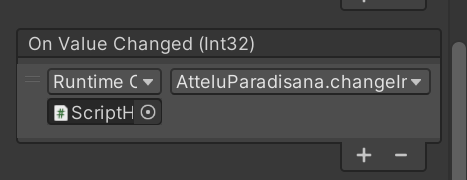 On Value Changed (Int32)
Runtime C AtteluParadisana.changeIr
ScriptH